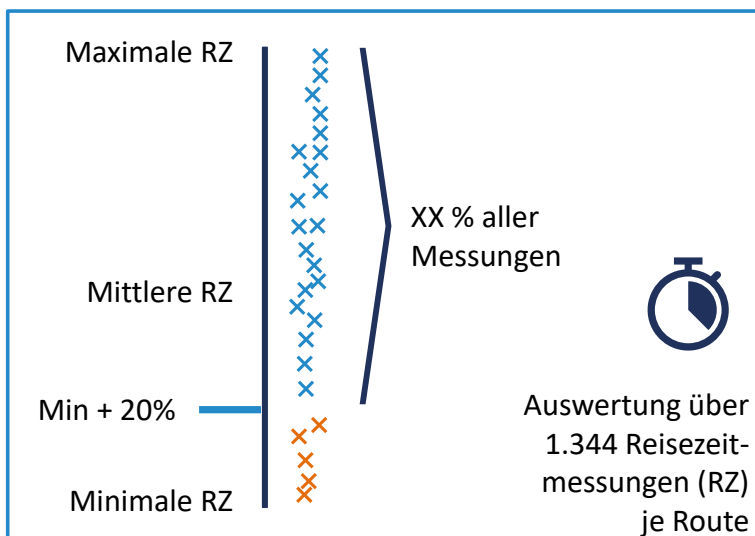 Maximale RZ
XX % aller
Messungen
Mittlere RZ
Min + 20%
Minimale RZ
Auswertung über
1.344 Reisezeit-
messungen (RZ)
je Route